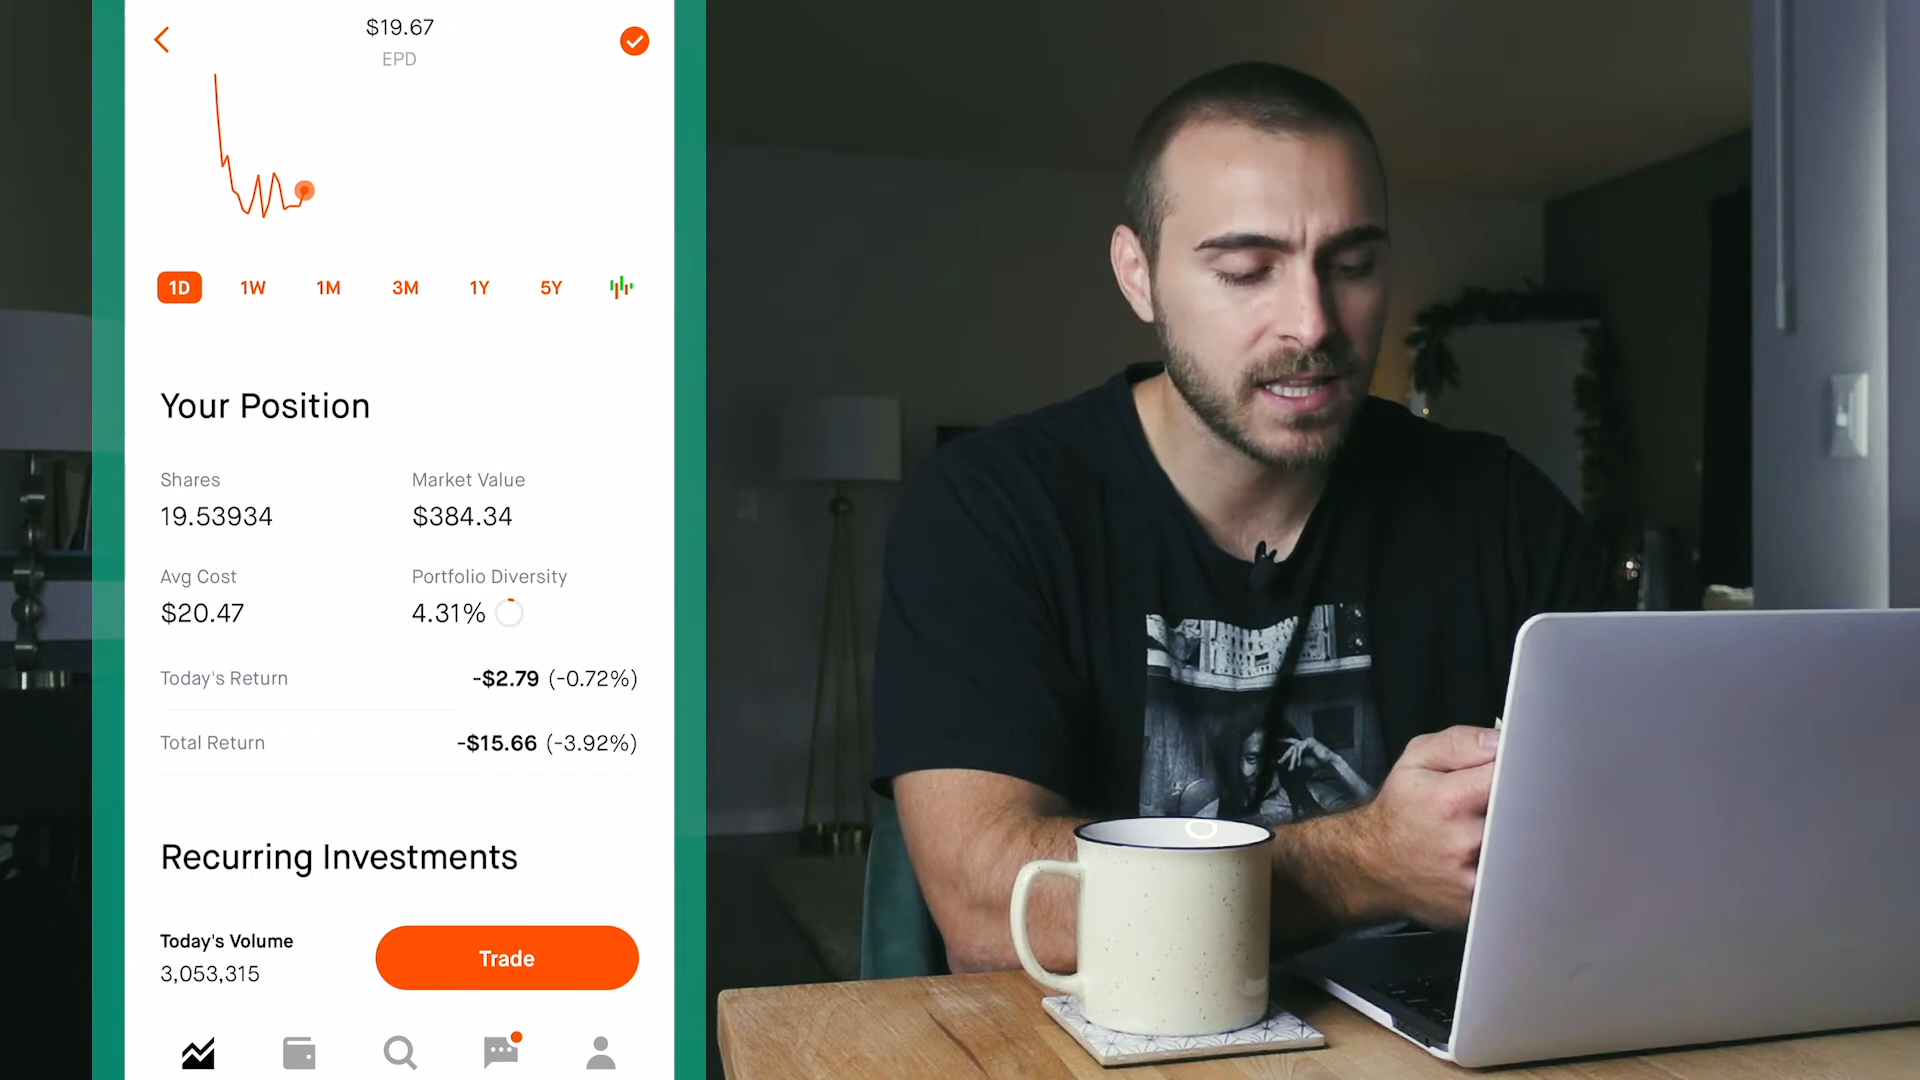 $19.67
EPD
1D 1W 1M 3M 1Y 5Y
Your Position
Shares Market Value
19.53934 $384.34
Avg Cost Portfolio Diversity
$20.47 4.31%
Today's Return -$2.79 (-0.72%)
Total Return -$15.66 (-3.92%)
Recurring Investments
Today's Volume
3,053,315
Trade